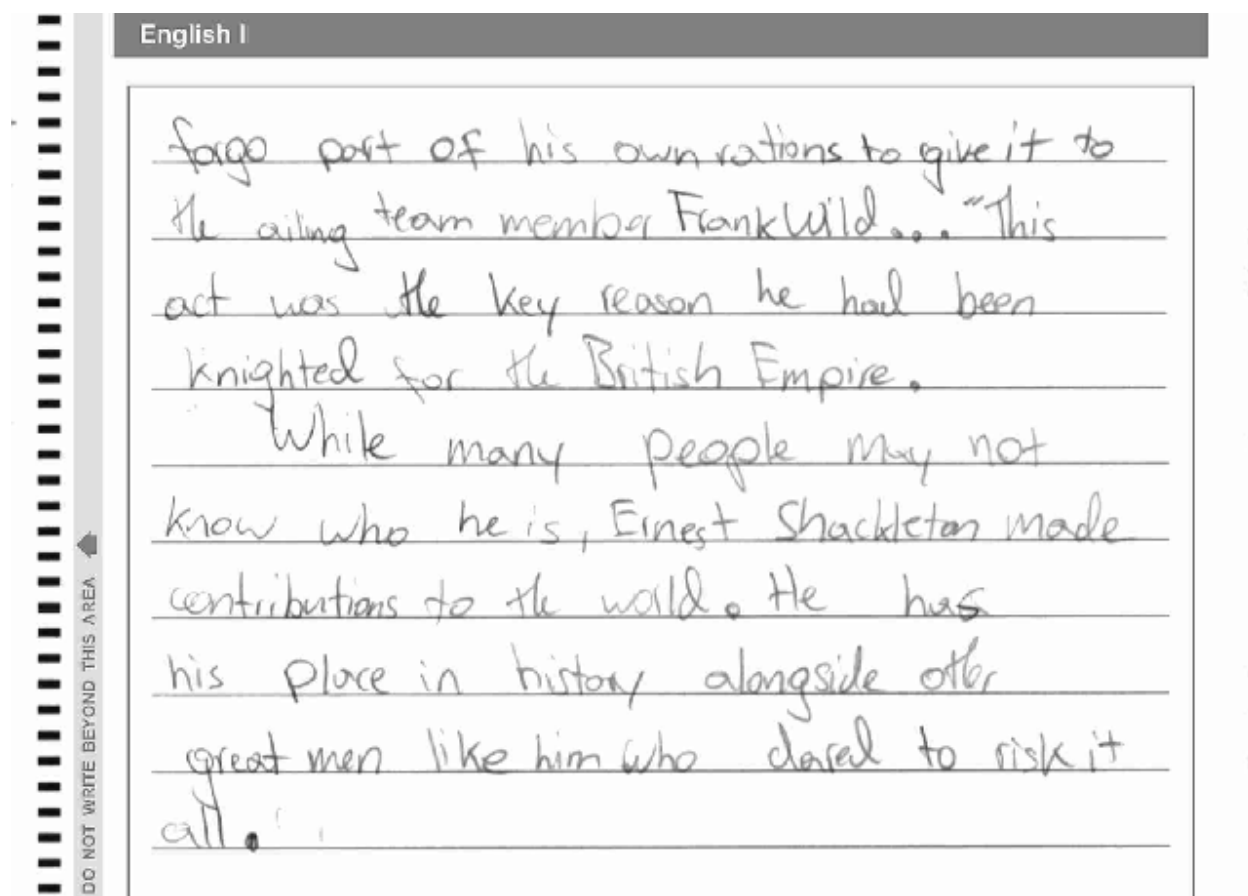 English I
forgo part of his own rations to give it to
the ailing team member Frank Wild... "This
act was the key reason he had been
knighted for the British Empire.
While many people may not
know who he is, Ernest Shackleton made
contributions to the world. He has
his place in history alongside other
great men like him who dared to risk it
all.
DO NOT WRITE BEYOND THIS AREA